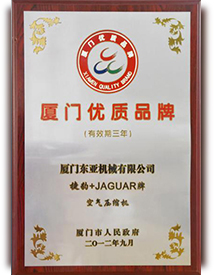 厦门优质品牌
XIAMEN QUALITY BRAND
厦门优质品牌
(有效期三年)
厦门东亚机械有限公司
捷豹+JAGUAR牌
空气压缩机
厦门市人民政府
二〇一二年九月